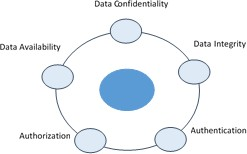 Data Confidentiality
Data Availability
Data Integrity
Authorization
Authentication